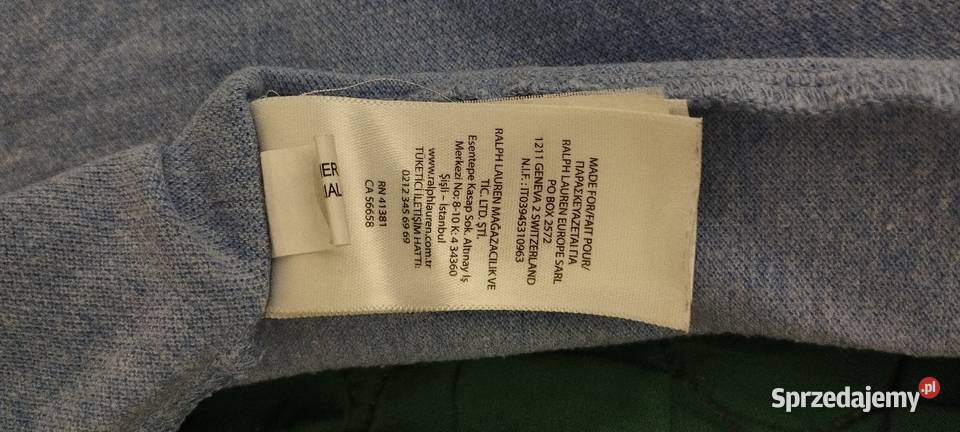 MADE FOR/FAIT POUR/
ΠΑΡΑΣΚΕΥΑΖΕΤΑΙ ΓΙΑ
RALPH LAUREN EUROPE SARL
PO BOX 2572
1211 GENEVA 2 SWITZERLAND
N.I.F. : IT03945310963
RALPH LAUREN MAĞAZACILIK VE
TİC. LTD. ŞTİ.
Esentepe Kasap Sok. Altınay İş
Merkezi No: 8-10 K: 4 34360
Şişli – İstanbul
www.ralphlauren.com.tr
TÜKETİCİ İLETİŞİM HATTI:
0212 345 69 69
RN 41381
CA 56658
Sprzedajemy.pl